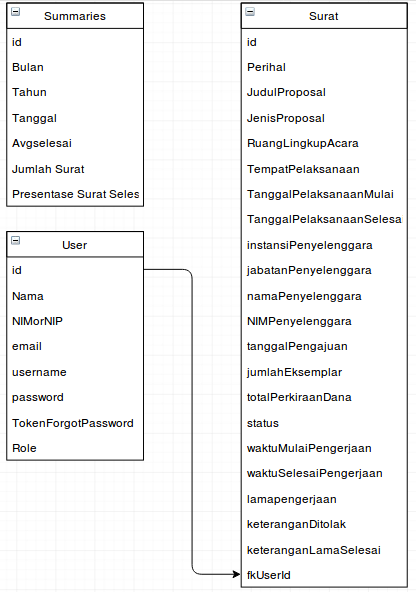 Summaries
id
Bulan
Tahun
Tanggal
Avgselesai
Jumlah Surat
Presentase Surat Seles
User
id
Nama
NIMorNIP
email
username
password
TokenForgotPassword
Role
Surat
id
Perihal
JudulProposal
JenisProposal
RuangLingkupAcara
TempatPelaksanaan
TanggalPelaksanaanMulai
TanggalPelaksanaanSelesa
instansiPenyelenggara
jabatanPenyelenggara
namaPenyelenggara
NIMPenyelenggara
tanggalPengajuan
jumlahEksemplar
totalPerkiraanDana
status
waktuMulaiPengerjaan
waktuSelesaiPengerjaan
lamapengerjaan
keteranganDitolak
keteranganLamaSelesai
fkUserId